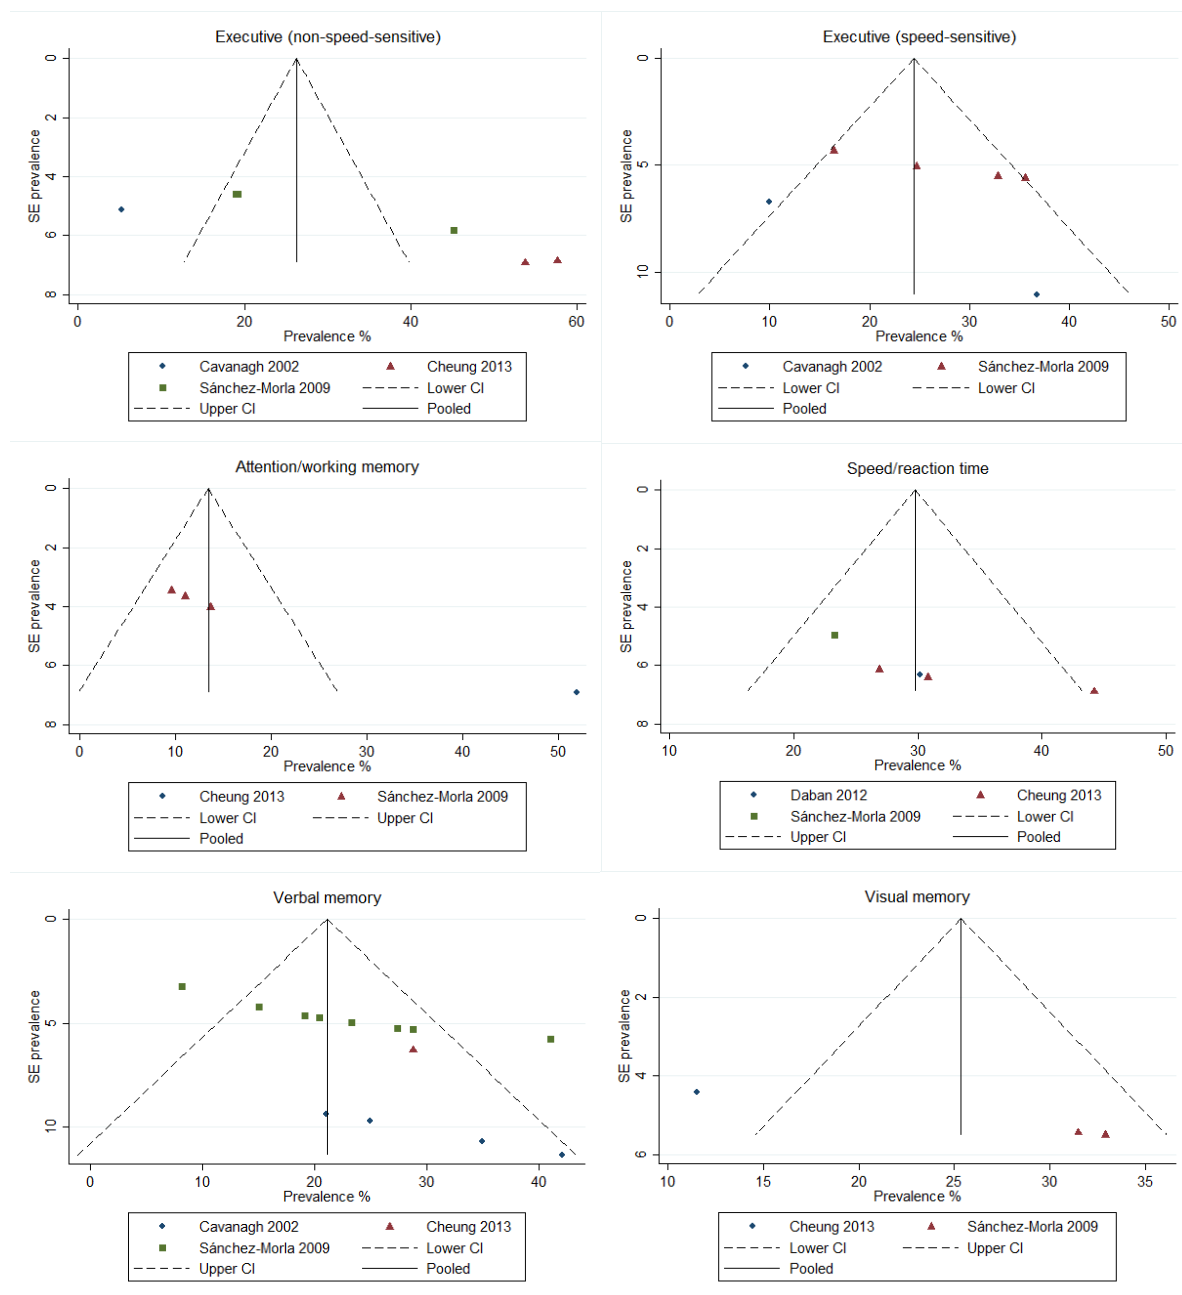 Executive (non-speed-sensitive)
SE prevalence
0
2
4
6
8
0 20 40 60
Prevalence %
Cavanagh 2002 Cheung 2013
Sánchez-Morla 2009 Lower CI
Upper CI Pooled
Executive (speed-sensitive)
SE prevalence
0
5
10
0 10 20 30 40 50
Prevalence %
Cavanagh 2002 Sánchez-Morla 2009
Lower CI Lower CI
Pooled
Attention/working memory
SE prevalence
0
2
4
6
8
0 10 20 30 40 50
Prevalence %
Cheung 2013 Sánchez-Morla 2009
Lower CI Upper CI
Pooled
Speed/reaction time
SE prevalence
0
2
4
6
8
10 20 30 40 50
Prevalence %
Daban 2012 Cheung 2013
Sánchez-Morla 2009 Lower CI
Upper CI Pooled
Verbal memory
SE prevalence
0
5
10
0 10 20 30 40
Prevalence %
Cavanagh 2002 Cheung 2013
Sánchez-Morla 2009 Lower CI
Upper CI Pooled
Visual memory
SE prevalence
0
2
4
6
10 15 20 25 30 35
Prevalence %
Cheung 2013 Sánchez-Morla 2009
Lower CI Upper CI
Pooled